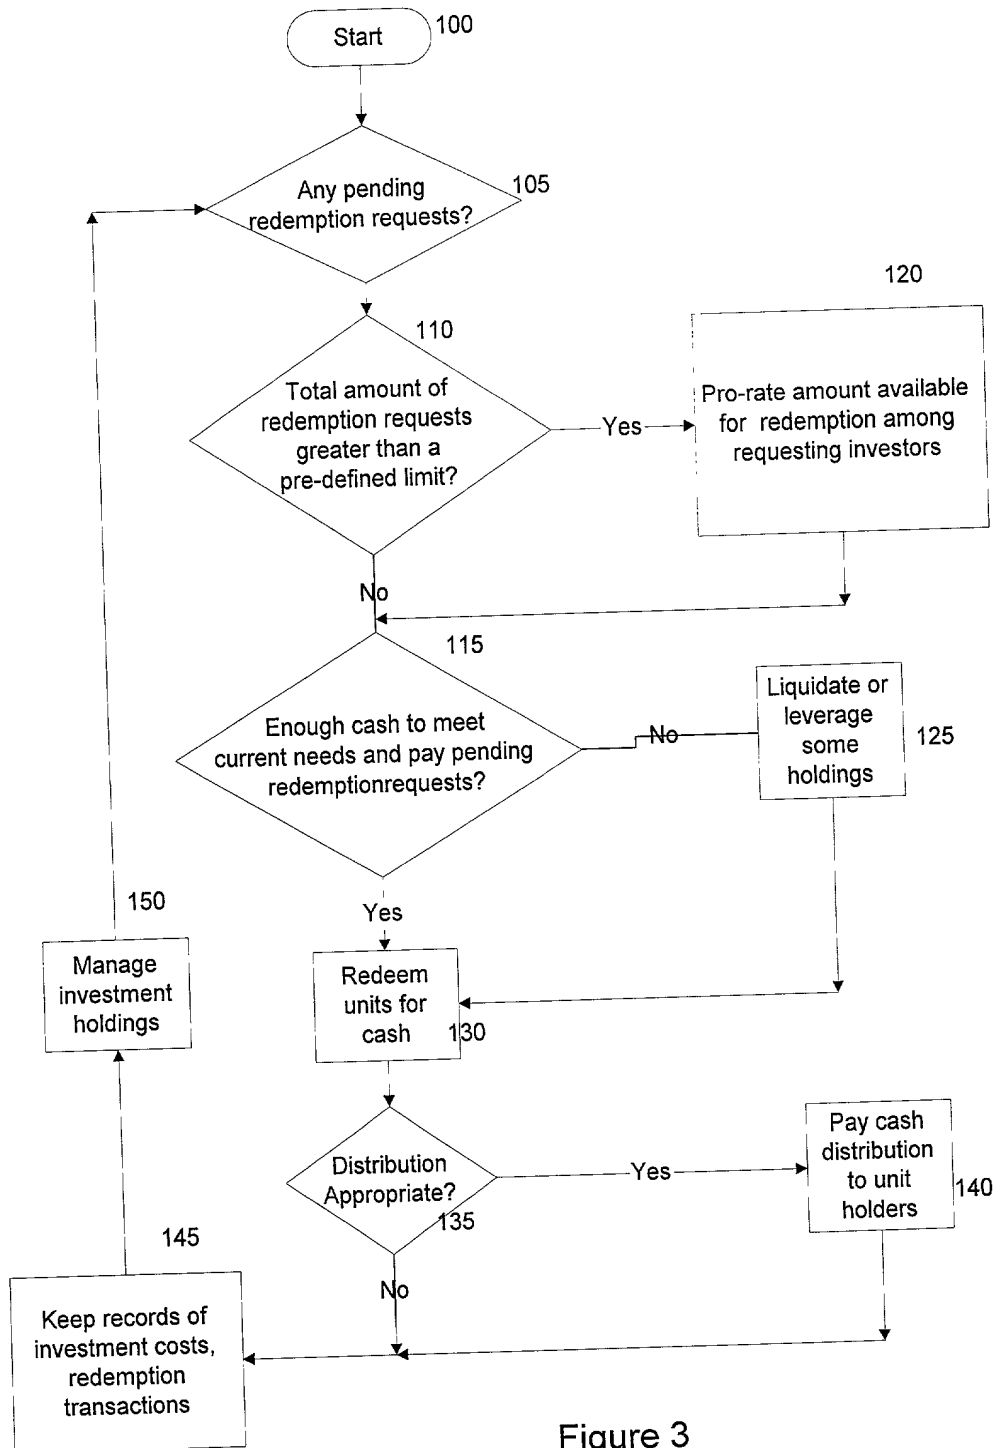 Start
100
Any pending
redemption requests?
105
110
Total amount of
redemption requests
greater than a
pre-defined limit?
Yes
120
Pro-rate amount available
for redemption among
requesting investors
No
115
Enough cash to meet
current needs and pay pending
redemptionrequests?
No
Liquidate or
leverage
some
holdings
125
Yes
150
Manage
investment
holdings
Redeem
units for
cash
130
Distribution
Appropriate?
135
Yes
Pay cash
distribution
to unit
holders
140
No
145
Keep records of
investment costs,
redemption
transactions
Figure 3